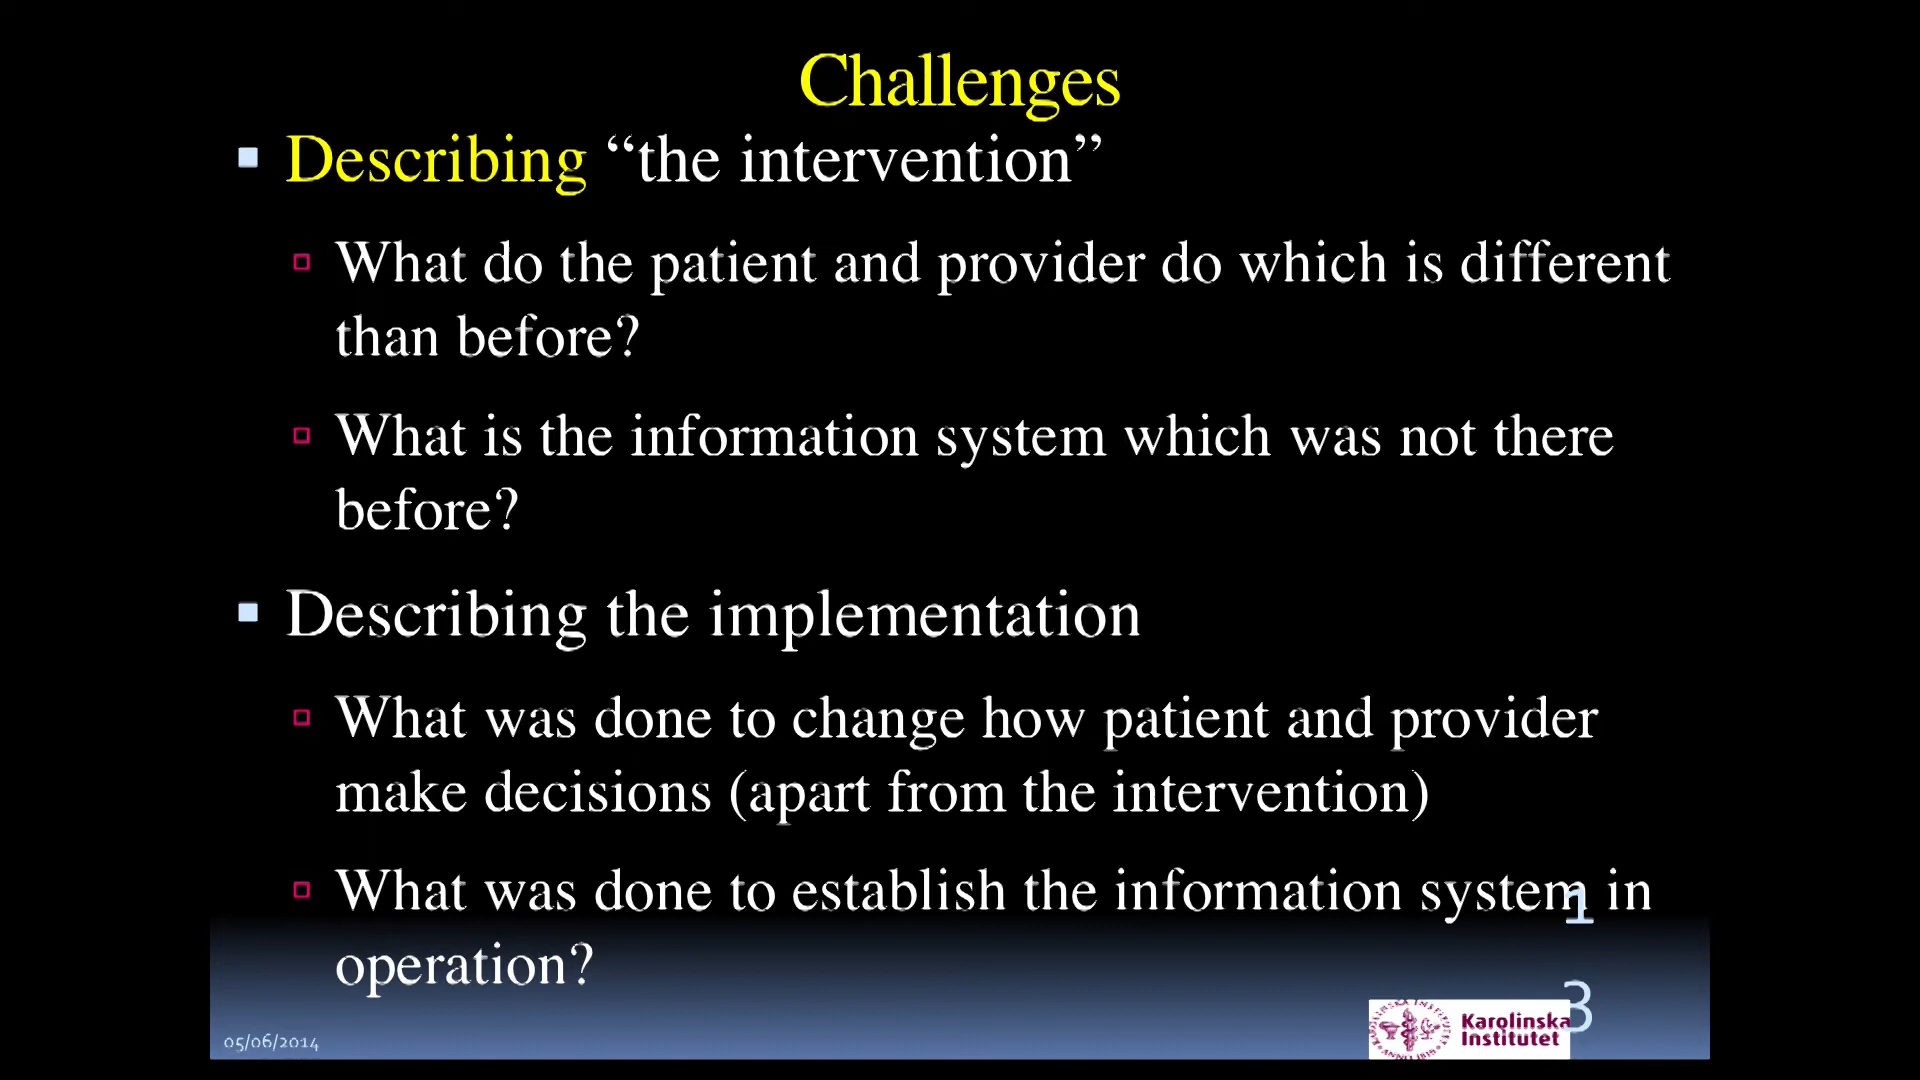 Challenges
Describing “the intervention”
What do the patient and provider do which is different
than before?
What is the information system which was not there
before?
Describing the implementation
What was done to change how patient and provider
make decisions (apart from the intervention)
What was done to establish the information system in
operation?
1
3
05/06/2014
Karolinska
Institutet